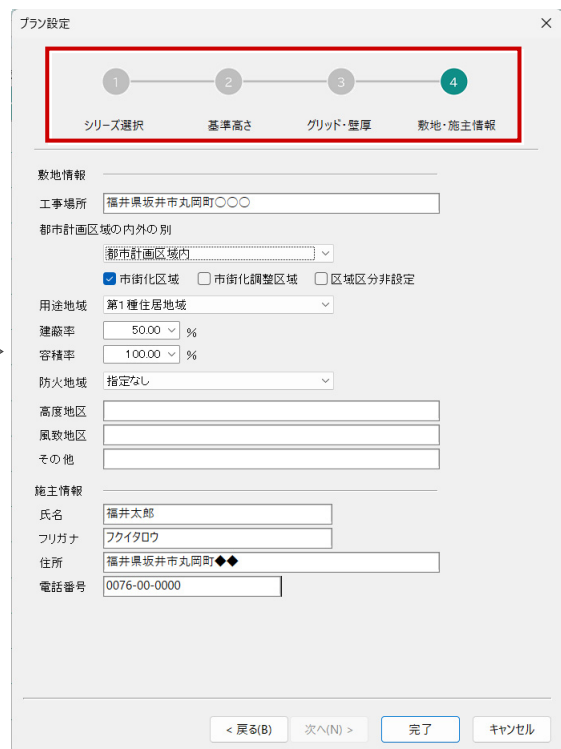 プラン設定
1 2 3 4
シリーズ選択 基準高さ グリッド・壁厚 敷地・施主情報
敷地情報
工事場所 福井県坂井市丸岡町○○○
都市計画区域の内外の別
都市計画区域内
市街化区域 市街化調整区域 区域区分非設定
用途地域 第1種住居地域
建蔽率 50.00 %
容積率 100.00 %
防火地域 指定なし
高度地区
風致地区
その他
施主情報
氏名 福井太郎
フリガナ フクイタロウ
住所 福井県坂井市丸岡町◆◆
電話番号 0076-00-0000
< 戻る(B) 次へ(N) > 完了 キャンセル